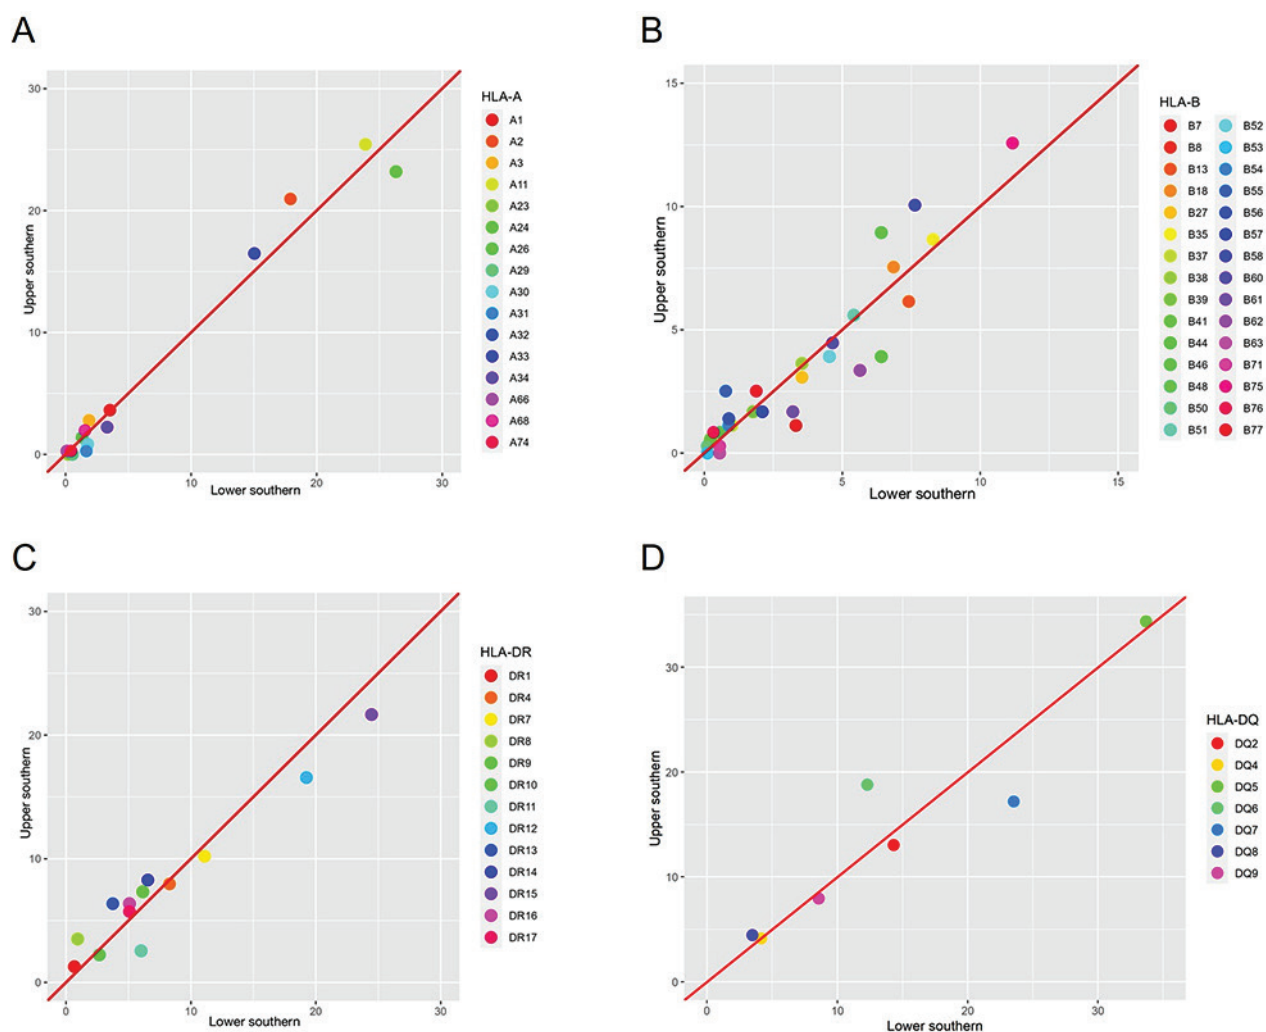 A
Upper southern
30
20
10
0
0
10
20
30
Lower southern
HLA-A
A1
A2
A3
A11
A23
A24
A26
A29
A30
A31
A32
A33
A34
A66
A68
A74
B
Upper southern
15
10
5
0
0
5
10
15
Lower southern
HLA-B
B7
B8
B13
B18
B27
B35
B37
B38
B39
B41
B44
B46
B48
B50
B51
B52
B53
B54
B55
B56
B57
B58
B60
B61
B62
B63
B71
B75
B76
B77
C
Upper southern
30
20
10
0
0
10
20
30
Lower southern
HLA-DR
DR1
DR4
DR7
DR8
DR9
DR10
DR11
DR12
DR13
DR14
DR15
DR16
DR17
D
Upper southern
30
20
10
0
0
10
20
30
Lower southern
HLA-DQ
DQ2
DQ4
DQ5
DQ6
DQ7
DQ8
DQ9